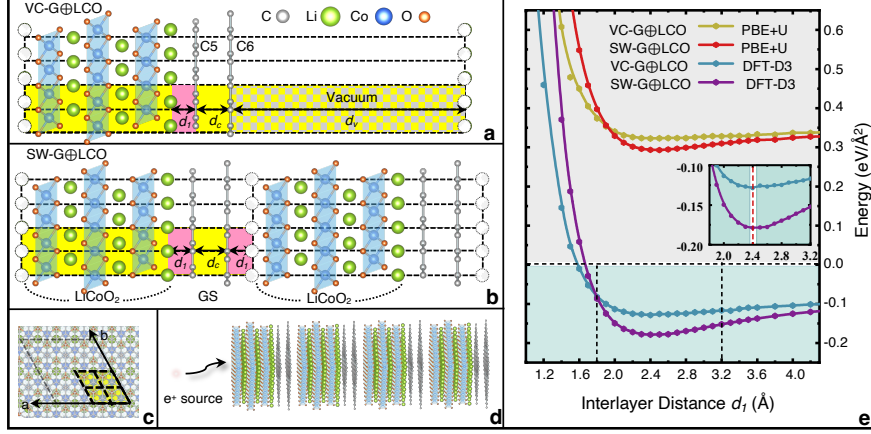 VC-G⊕LCO
C Li Co O
C5 C6
Vacuum
d₁ d_c d_v
a
SW-G⊕LCO
d₁ d_c d₁
LiCoO₂ GS LiCoO₂
b
b
a
c
e⁺ source
d
VC-G⊕LCO PBE+U
SW-G⊕LCO PBE+U
VC-G⊕LCO DFT-D3
SW-G⊕LCO DFT-D3
0.6
0.5
0.4
0.3
0.2
0.1
0.0
-0.1
-0.2
Energy (eV/Å²)
-0.10
-0.15
-0.20
2.0 2.4 2.8 3.2
1.2 1.6 2.0 2.4 2.8 3.2 3.6 4.0
Interlayer Distance d₁ (Å)
e